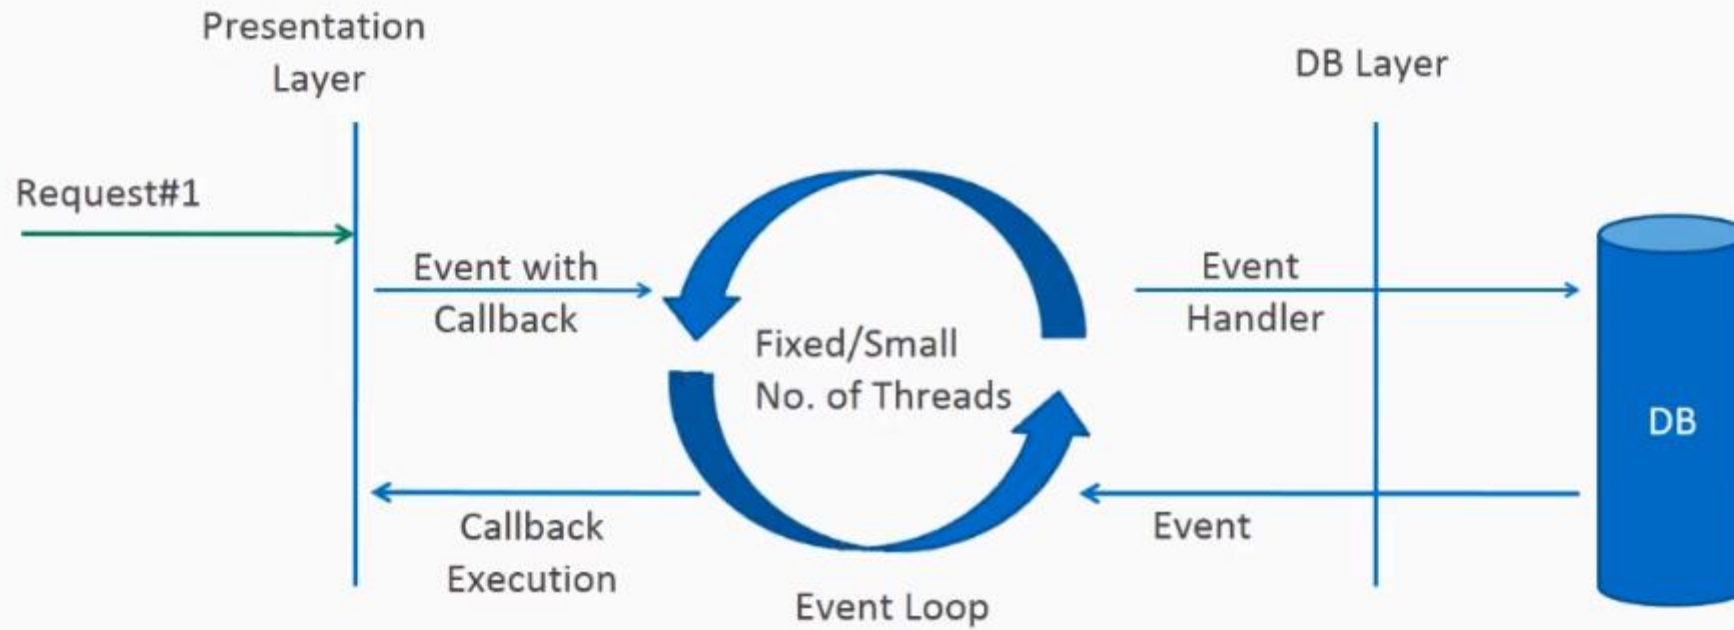 Presentation
Layer
DB Layer
Request#1
Event with
Callback
Event
Handler
Fixed/Small
No. of Threads
DB
Callback
Execution
Event
Event Loop